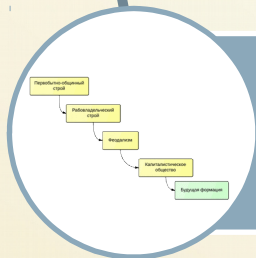 Первобытно-общинный
строй
Рабовладельческий
строй
Феодализм
Капиталистическое
общество
Будущая формация